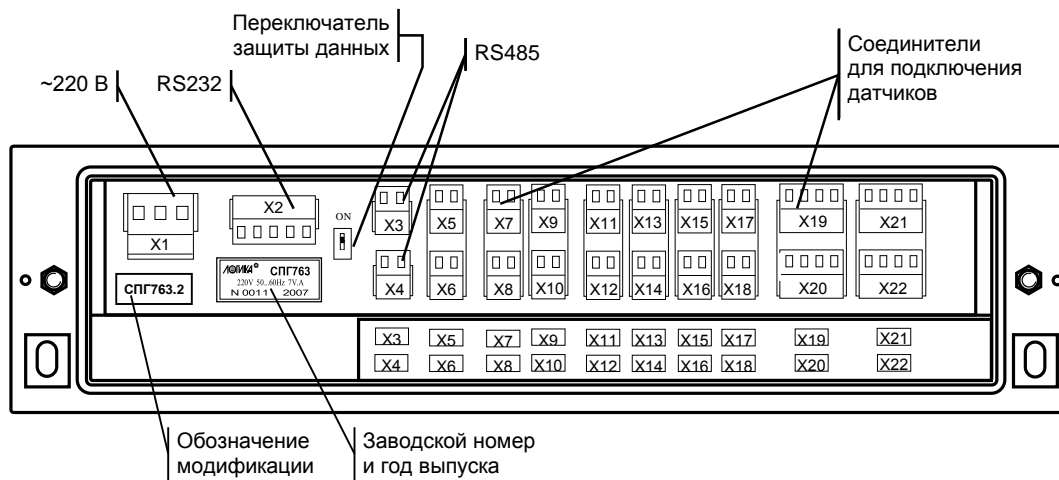 Переключатель
защиты данных
RS485
Соединители
для подключения
датчиков
~220 В
RS232
X1
X2
ON
X3
X5
X7
X9
X11
X13
X15
X17
X19
X21
X4
X6
X8
X10
X12
X14
X16
X18
X20
X22
СПГ763.2
ЛОГИКА® СПГ763
220V 50...60Hz 7V.A
N 0011 2007
X3 X5 X7 X9 X11 X13 X15 X17 X19 X21
X4 X6 X8 X10 X12 X14 X16 X18 X20 X22
Обозначение
модификации
Заводской номер
и год выпуска